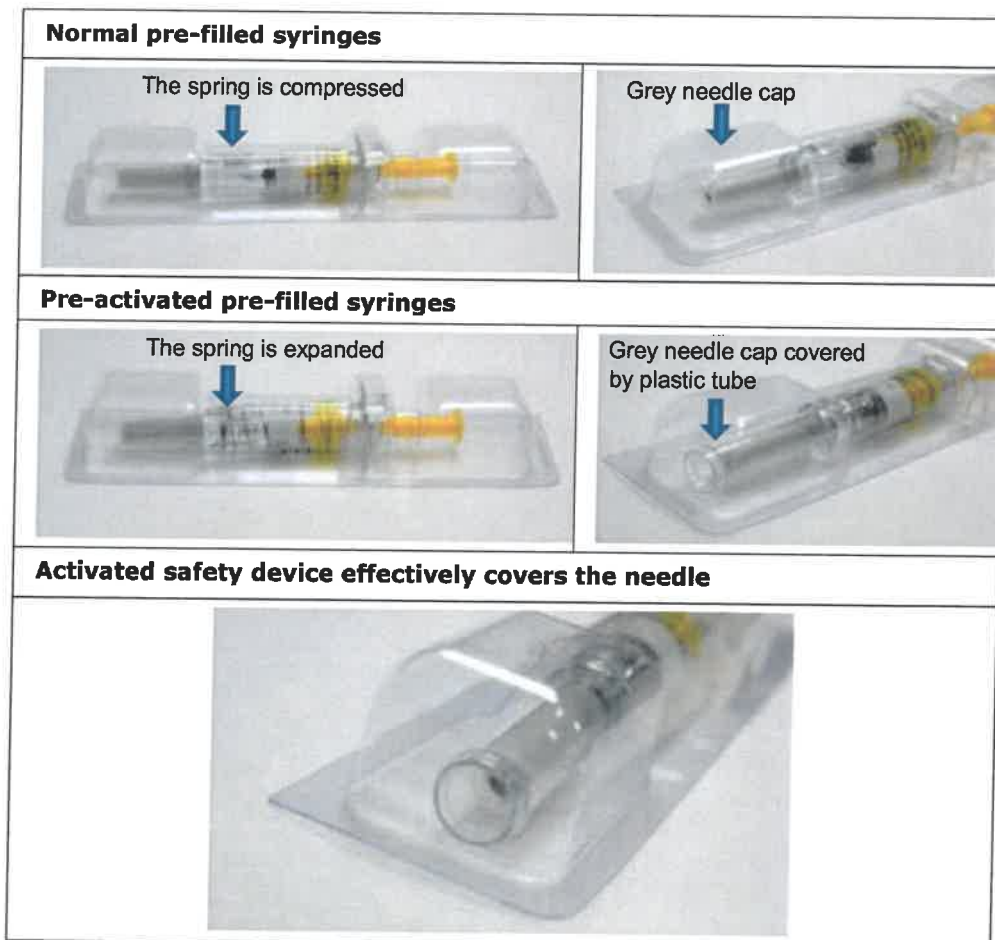 Normal pre-filled syringes
The spring is compressed
Grey needle cap
Pre-activated pre-filled syringes
The spring is expanded
Grey needle cap covered
by plastic tube
Activated safety device effectively covers the needle